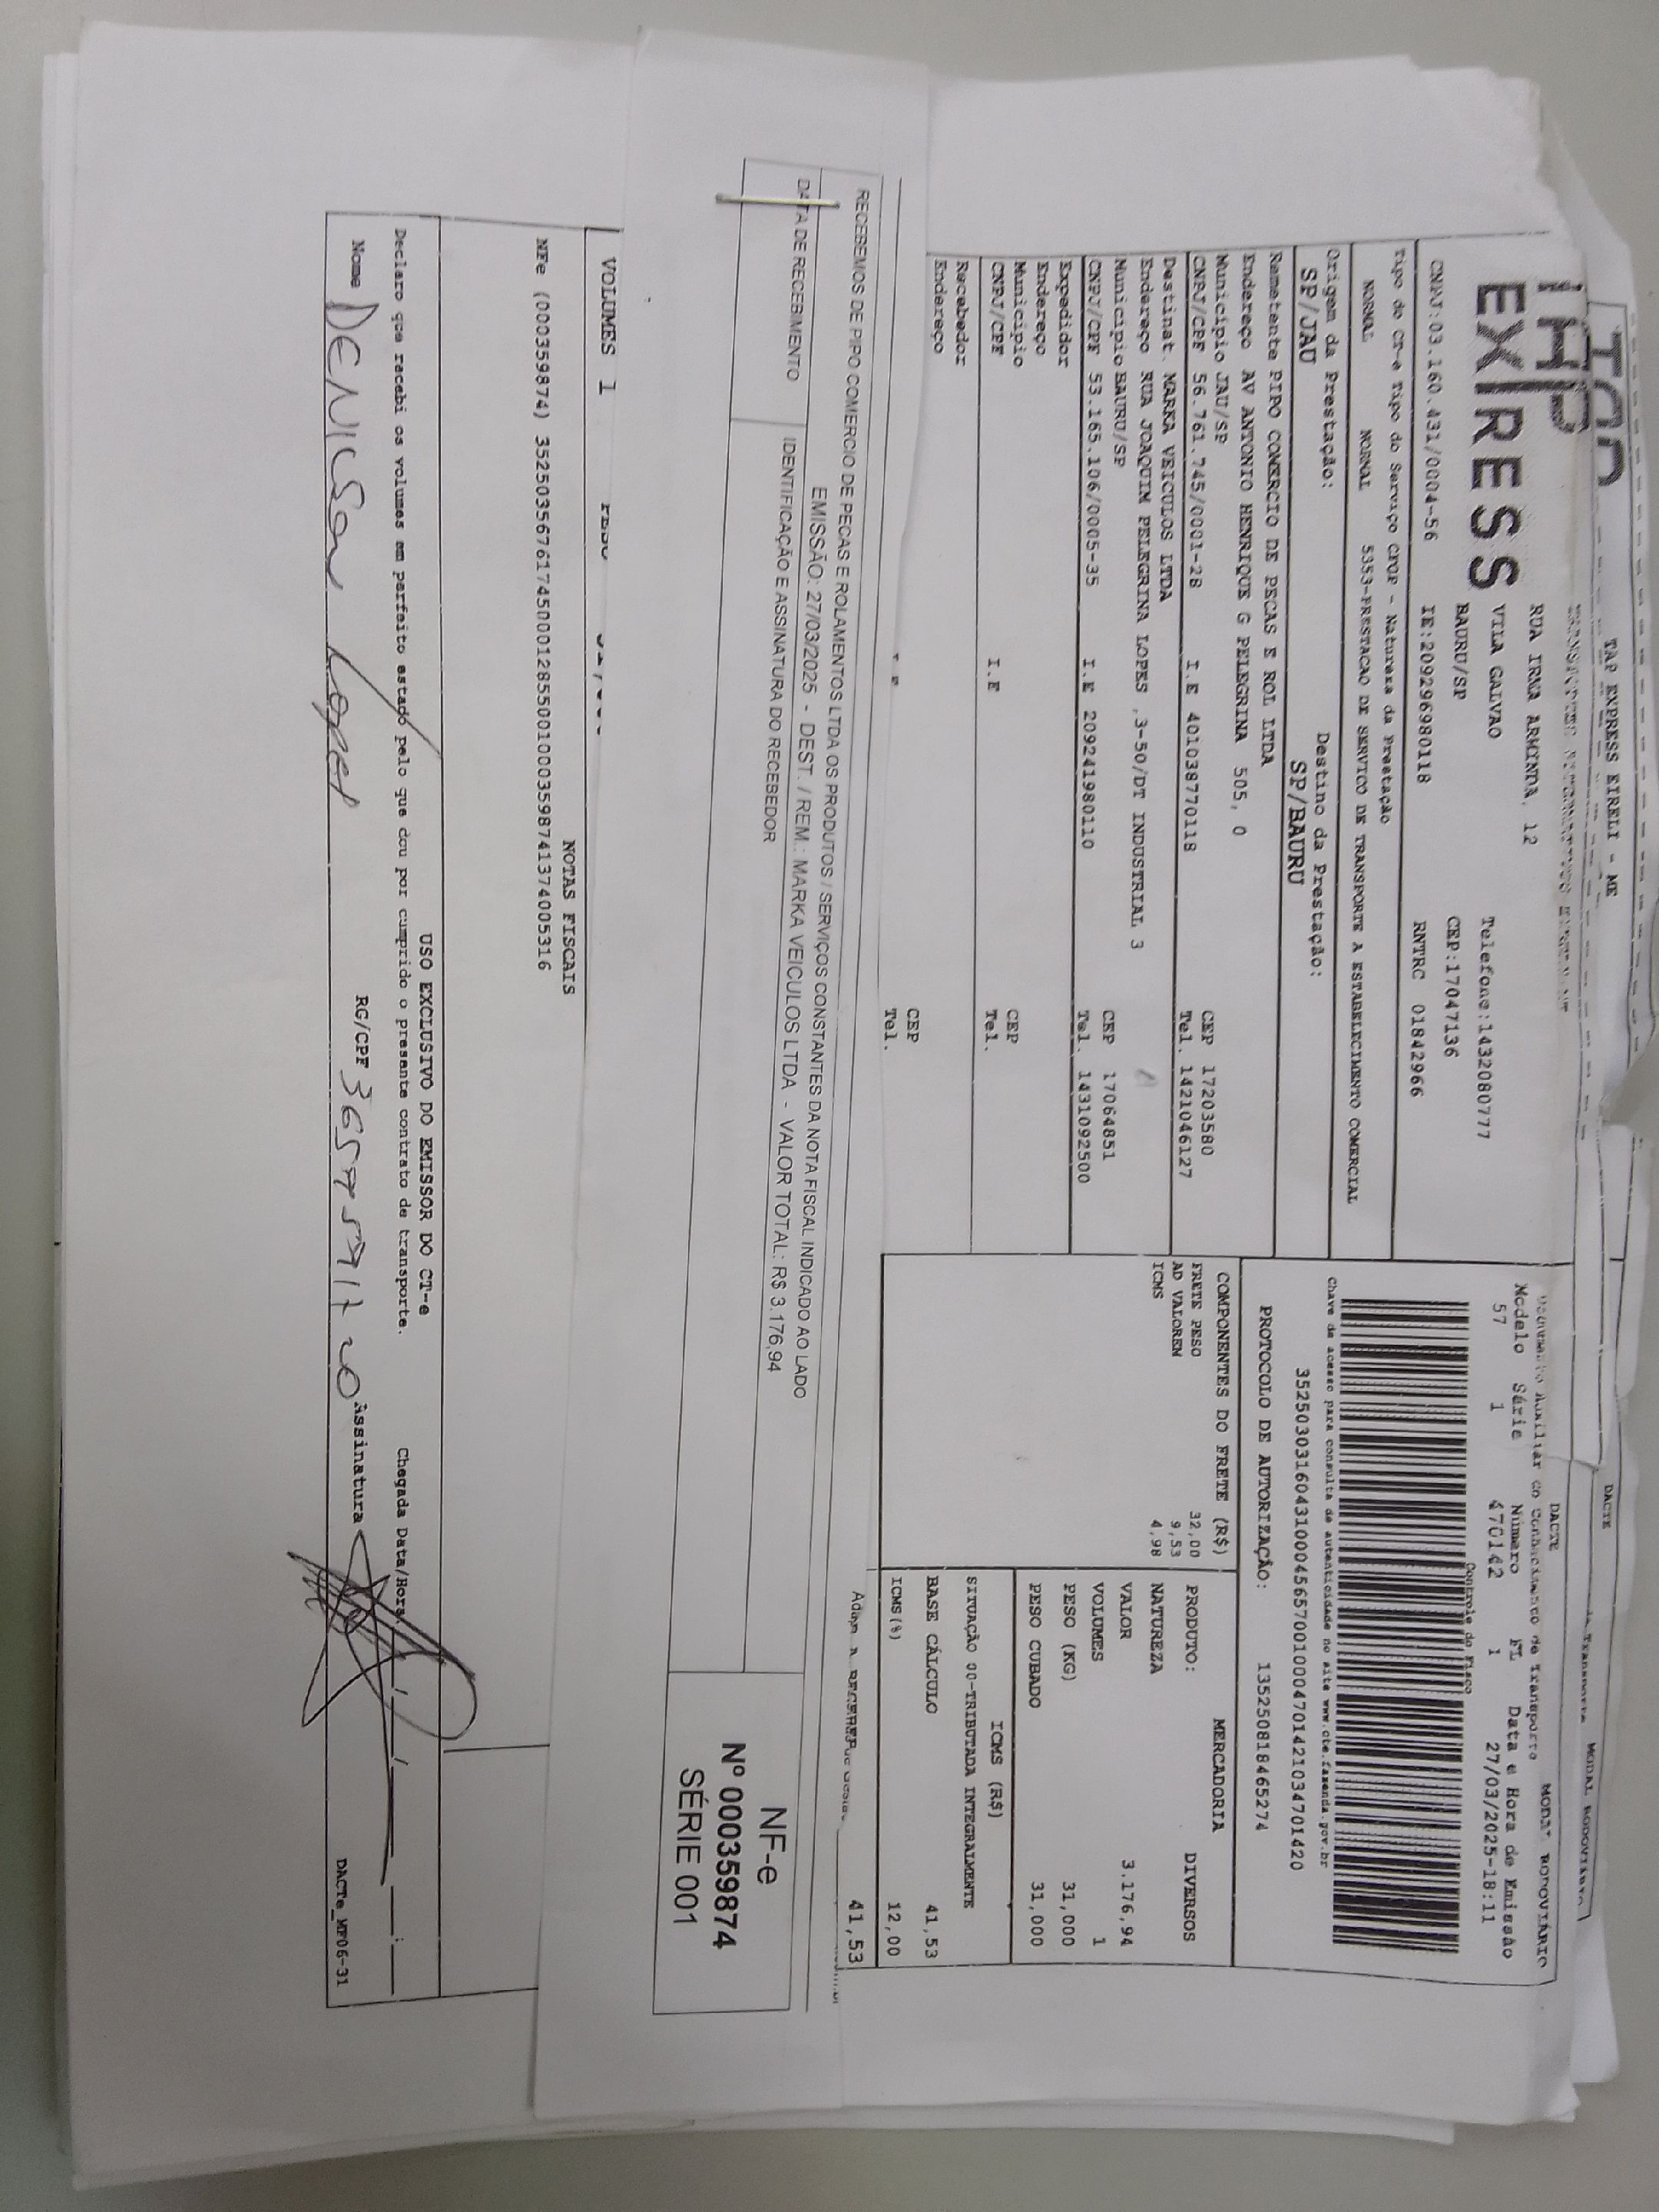 DACTE MODAL RODOVIÁRIO
TAP EXPRESS EIRELI - ME
TAP
EXPRESS
RUA IRMA ARMINDA, 12
VILA GALVAO
Telefone:1432080777
BAURU/SP
CEP:17047136
CNPJ:03.160.431/0004-56
IE:209296980118
RNTRC 01842966
DACTE
MODAL RODOVIÁRIO
Documento Auxiliar do Conhecimento de Transporte
Modelo Série Número FL Data e Hora de Emissão
57 1 470142 1 27/03/2025-18:11
Controle do Fisco
Tipo do CT-e Tipo do Serviço CFOP - Natureza da Prestação
NORMAL NORMAL 5353-PRESTACAO DE SERVICO DE TRANSPORTE A ESTABELECIMENTO COMERCIAL
Chave de acesso para consulta de autenticidade no site www.cte.fazenda.gov.br
35250303160431000456570010004701421034701420
Origem da Prestação:
SP/JAU
Destino da Prestação:
SP/BAURU
PROTOCOLO DE AUTORIZAÇÃO: 135250818465274
Remetente PIPO COMERCIO DE PECAS E ROL LTDA
Endereço AV ANTONIO HENRIQUE G PELEGRINA 505, 0
Municipio JAU/SP CEP 17203580
CNPJ/CPF 56.761.745/0001-28 I.E 401038770118 Tel. 1421046127
Destinat. MARKA VEICULOS LTDA
Endereço RUA JOAQUIM PELEGRINA LOPES ,3-50/DT INDUSTRIAL 3
Municipio BAURU/SP CEP 17064851
CNPJ/CPF 53.165.106/0005-35 I.E 209241980110 Tel. 1431092500
Expedidor
Endereço
Municipio CEP
CNPJ/CPF I.E Tel.
Recebedor
Endereço
CEP
Tel.
COMPONENTES DO FRETE (R$)
FRETE PESO 32,00
AD VALOREM 9,53
ICMS 4,98
MERCADORIA
PRODUTO: DIVERSOS
NATUREZA
VALOR 3.176,94
VOLUMES 1
PESO (KG) 31,000
PESO CUBADO 31,000
ICMS (R$)
SITUAÇÃO 00-TRIBUTADA INTEGRALMENTE
BASE CÁLCULO 41,53
ICMS(%) 12,00
41,53
RECEBEMOS DE PIPO COMERCIO DE PECAS E ROLAMENTOS LTDA OS PRODUTOS / SERVIÇOS CONSTANTES DA NOTA FISCAL INDICADO AO LADO
EMISSÃO: 27/03/2025 - DEST. / REM.: MARKA VEICULOS LTDA - VALOR TOTAL: R$ 3.176,94
DATA DE RECEBIMENTO
IDENTIFICAÇÃO E ASSINATURA DO RECEBEDOR
NF-e
Nº 000359874
SÉRIE 001
VOLUMES 1
NOTAS FISCAIS
NFe (000359874) 35250356761745000128550010003598741374005316
USO EXCLUSIVO DO EMISSOR DO CT-e
Declaro que recebi os volumes em perfeito estado pelo que dou por cumprido o presente contrato de transporte.
Chegada Data/Hora
Nome DENILSON Lopes RG/CPF Assinatura
DACTe_MF06-31